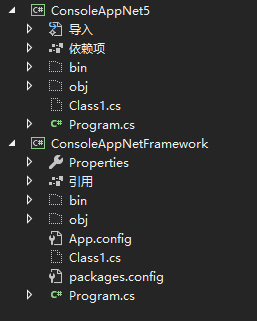 C# ConsoleAppNet5
导入
依赖项
bin
obj
Class1.cs
C# Program.cs
C# ConsoleAppNetFramework
Properties
引用
bin
obj
App.config
Class1.cs
packages.config
C# Program.cs